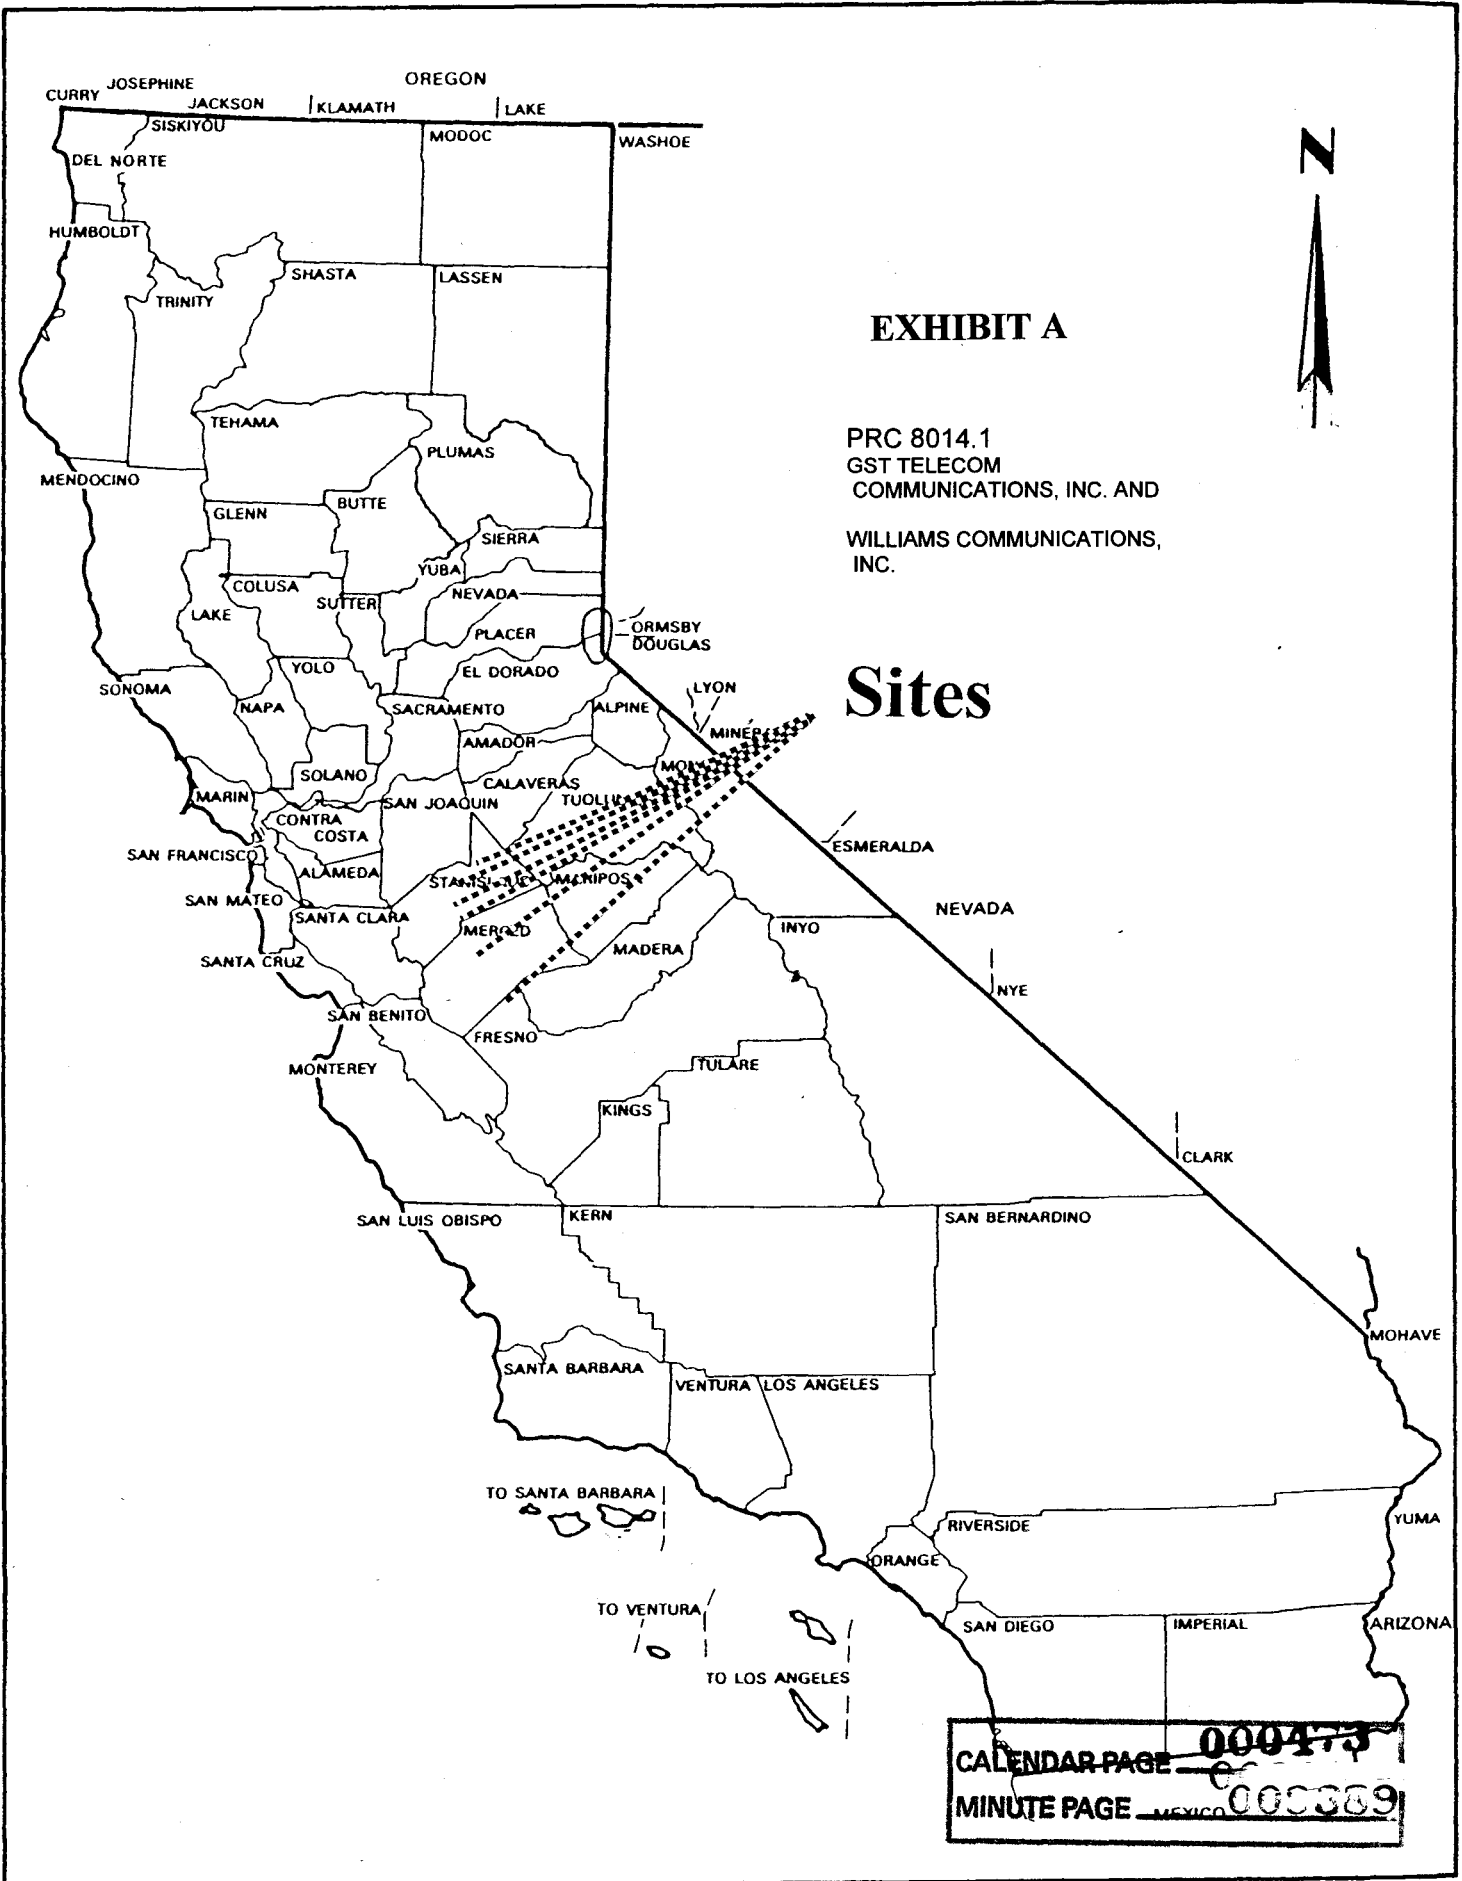 OREGON
CURRY
JOSEPHINE
JACKSON
KLAMATH
LAKE
SISKIYOU
MODOC
WASHOE
DEL NORTE
N
HUMBOLDT
SHASTA
LASSEN
TRINITY
EXHIBIT A
TEHAMA
PLUMAS
PRC 8014.1
GST TELECOM
COMMUNICATIONS, INC. AND
WILLIAMS COMMUNICATIONS,
INC.
MENDOCINO
BUTTE
GLENN
SIERRA
YUBA
COLUSA
SUTTER
NEVADA
LAKE
PLACER
ORMSBY
DOUGLAS
YOLO
EL DORADO
SONOMA
NAPA
SACRAMENTO
ALPINE
LYON
Sites
AMADOR
SOLANO
CALAVERAS
MARIN
SAN JOAQUIN
CONTRA
COSTA
SAN FRANCISCO
ALAMEDA
ESMERALDA
SAN MATEO
SANTA CLARA
MERCED
MADERA
INYO
NEVADA
SANTA CRUZ
NYE
SAN BENITO
FRESNO
MONTEREY
TULARE
KINGS
CLARK
SAN LUIS OBISPO
KERN
SAN BERNARDINO
MOHAVE
SANTA BARBARA
VENTURA
LOS ANGELES
TO SANTA BARBARA
RIVERSIDE
YUMA
ORANGE
TO VENTURA
SAN DIEGO
IMPERIAL
ARIZONA
TO LOS ANGELES
CALENDAR PAGE
MINUTE PAGE
MEXICO